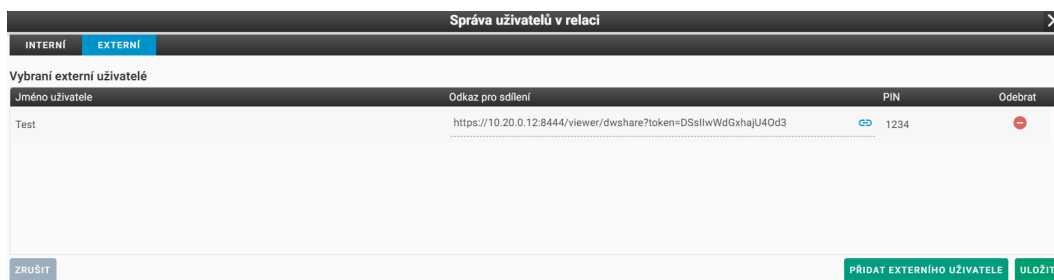 Správa uživatelů v relaci
INTERNÍ EXTERNÍ
Vybraní externí uživatelé
Jméno uživatele Odkaz pro sdílení PIN Odebrat
Test https://10.20.0.12:8444/viewer/dwshare?token=DSsIIwWdGxhajU4Od3 1234
ZRUŠIT PŘIDAT EXTERNÍHO UŽIVATELE ULOŽIT